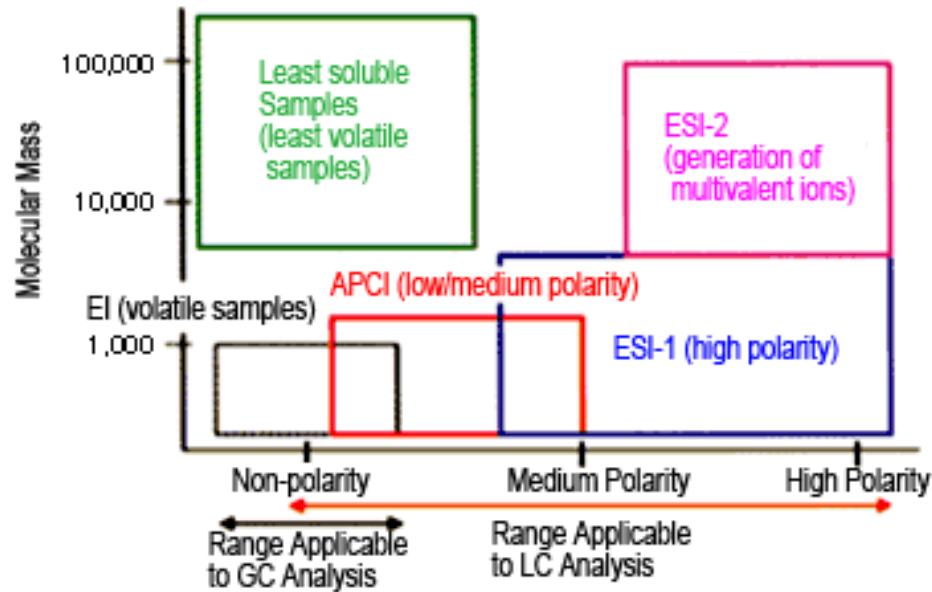 100,000
10,000
1,000
Molecular Mass
Least soluble
Samples
(least volatile
samples)
ESI-2
(generation of
multivalent ions)
APCI (low/medium polarity)
EI (volatile samples)
ESI-1 (high polarity)
Non-polarity
Medium Polarity
High Polarity
Range Applicable
to GC Analysis
Range Applicable
to LC Analysis